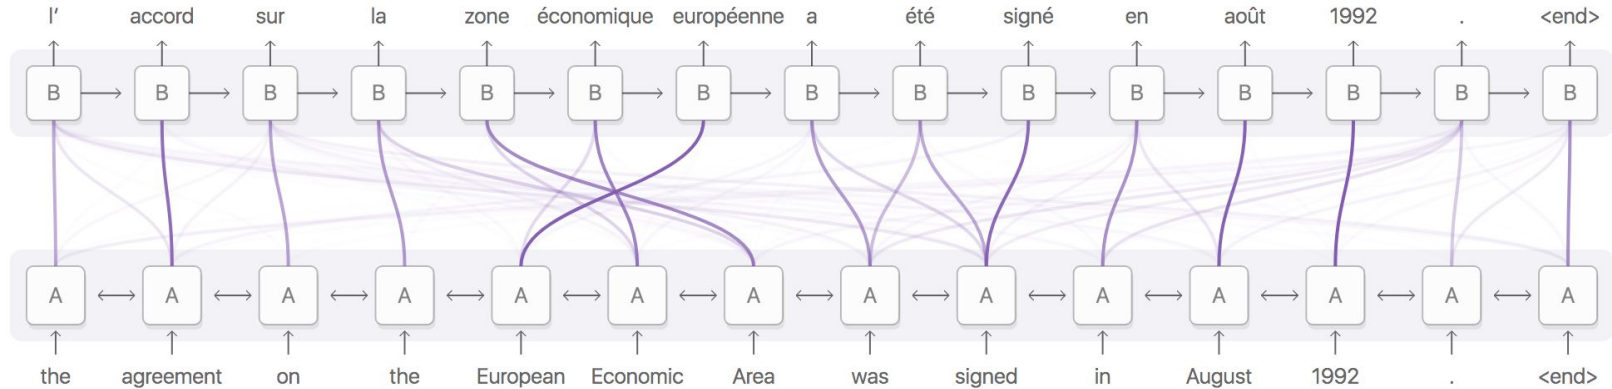 l' accord sur la zone économique européenne a été signé en août 1992 . <end>
B B B B B B B B B B B B B B B
A A A A A A A A A A A A A A
the agreement on the European Economic Area was signed in August 1992 . <end>